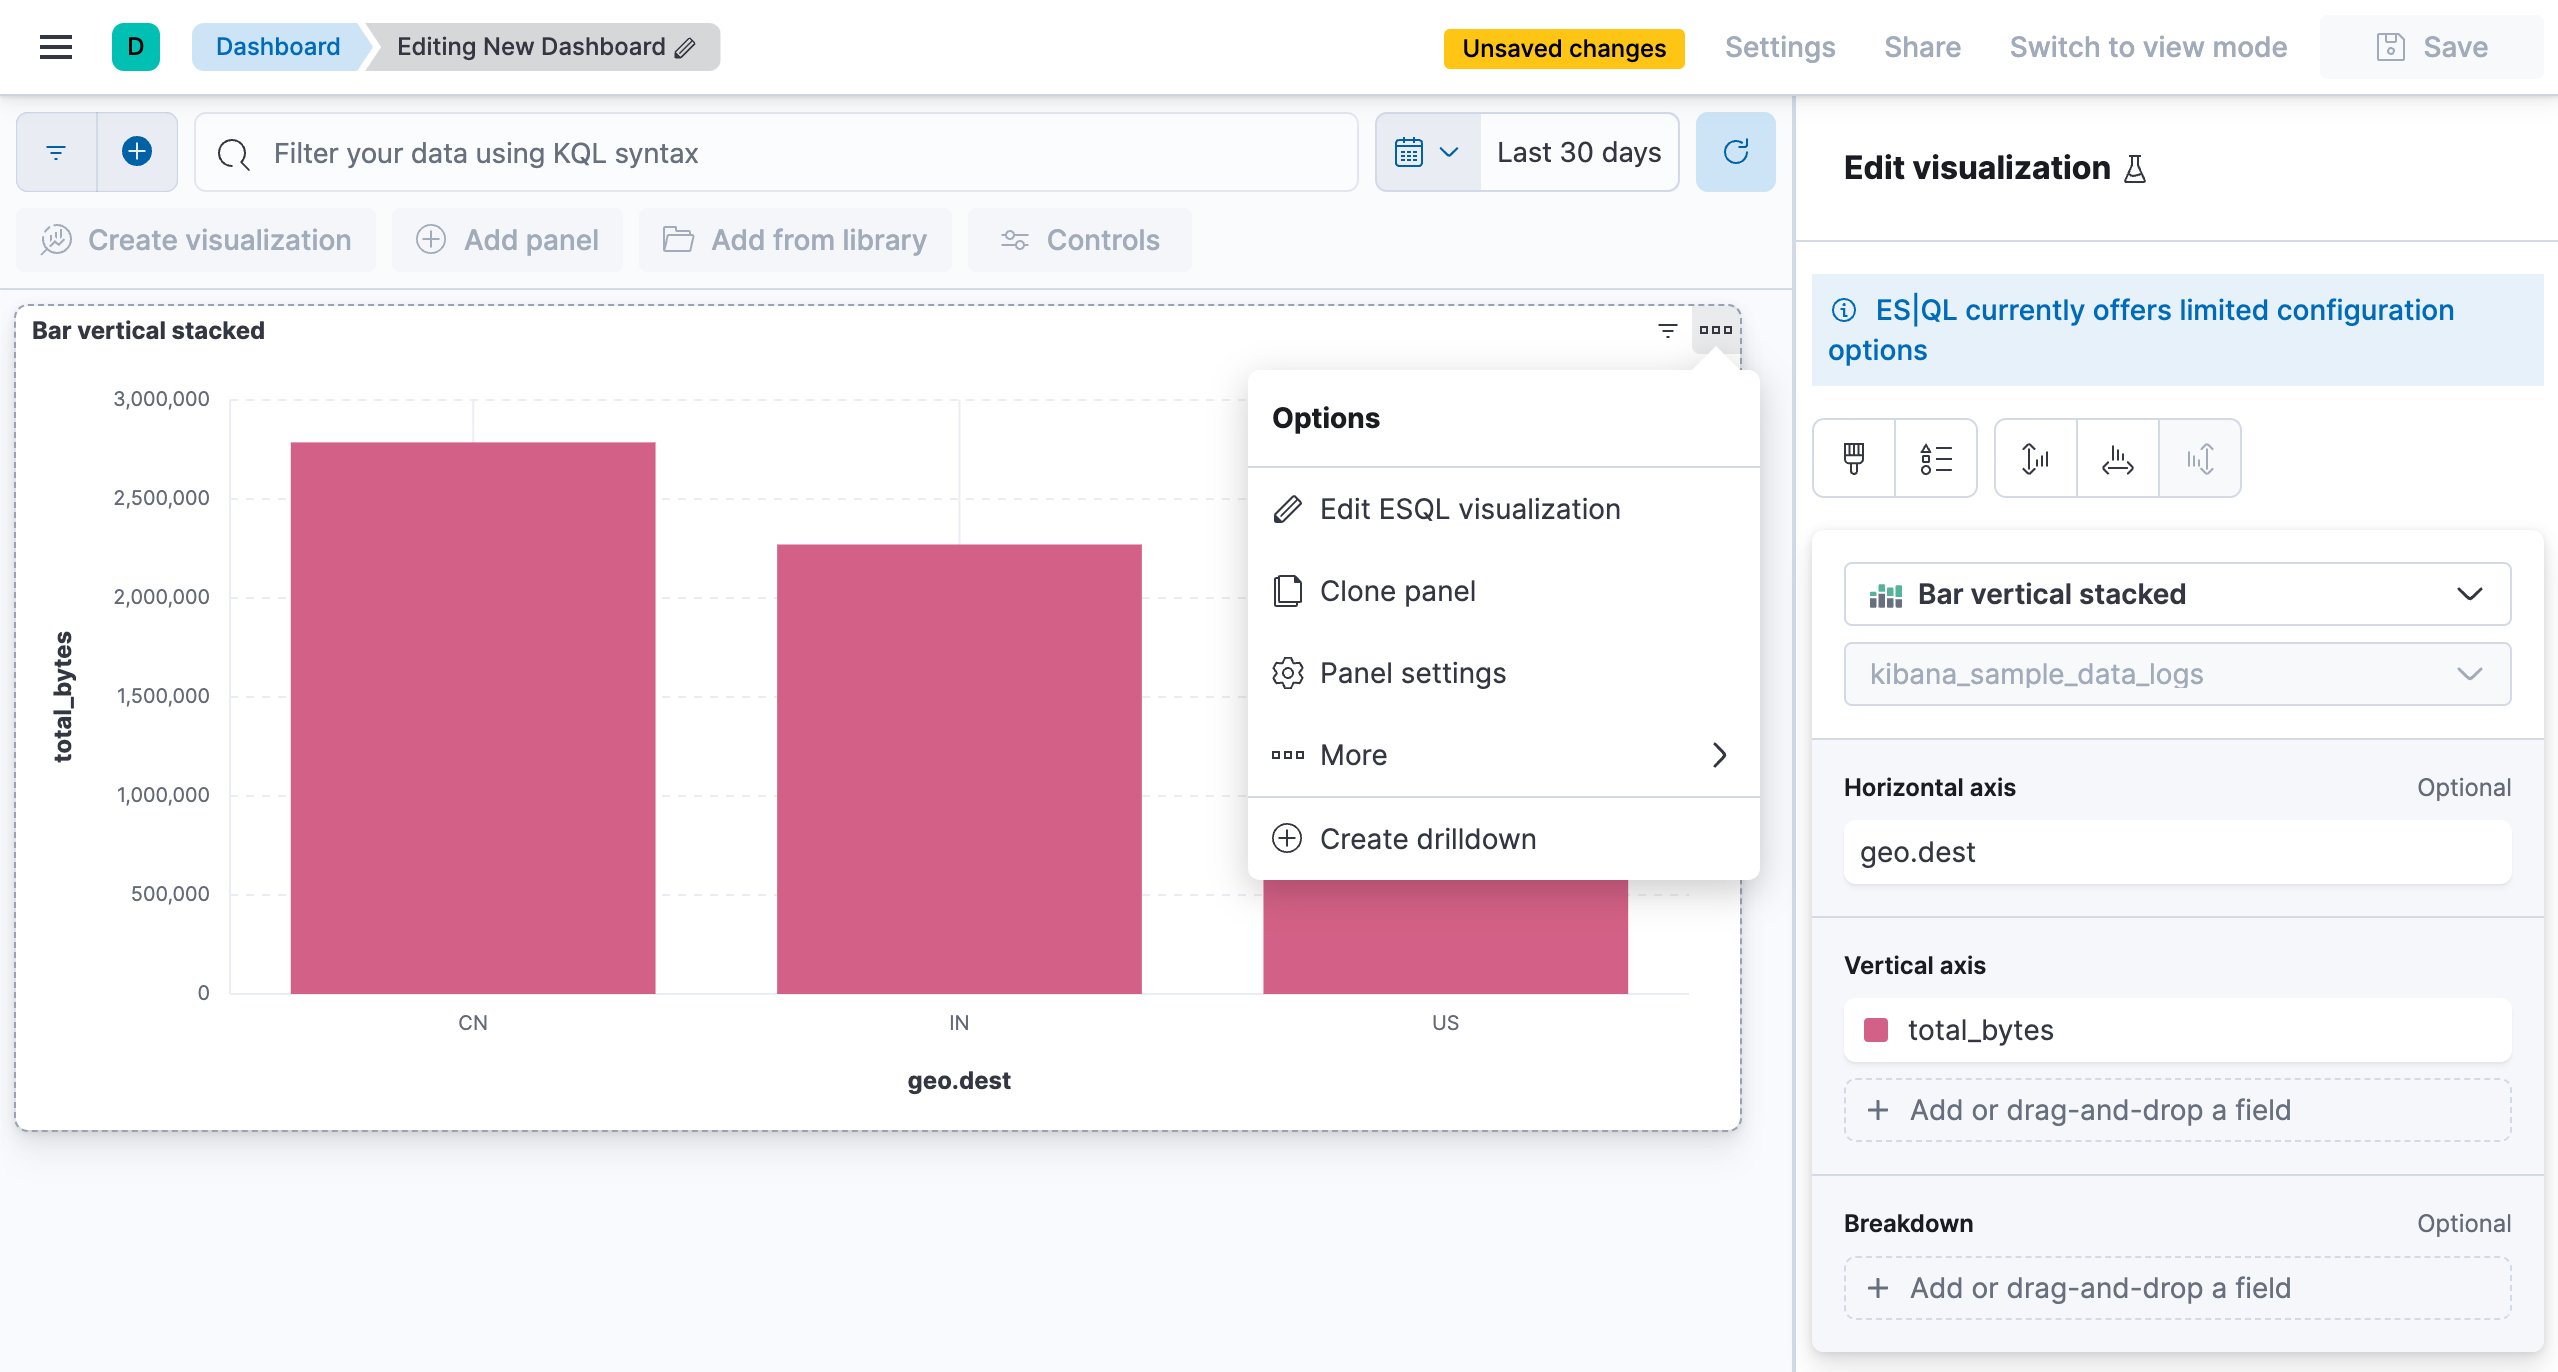 D
Dashboard
Editing New Dashboard
Unsaved changes
Settings
Share
Switch to view mode
Save
Filter your data using KQL syntax
Last 30 days
Create visualization
Add panel
Add from library
Controls
Bar vertical stacked
3,000,000
2,500,000
2,000,000
1,500,000
1,000,000
500,000
0
total_bytes
CN
IN
US
geo.dest
Options
Edit ESQL visualization
Clone panel
Panel settings
More
Create drilldown
Edit visualization
ES|QL currently offers limited configuration
options
Bar vertical stacked
kibana_sample_data_logs
Horizontal axis
Optional
geo.dest
Vertical axis
total_bytes
Add or drag-and-drop a field
Breakdown
Optional
Add or drag-and-drop a field